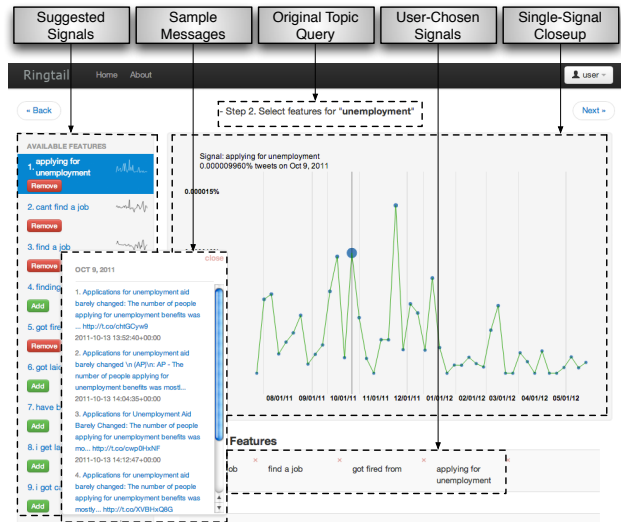 Suggested
Signals
Sample
Messages
Original Topic
Query
User-Chosen
Signals
Single-Signal
Closeup
Ringtail Home About user
« Back
- Step 2. Select features for "unemployment"
Next »
AVAILABLE FEATURES
1. applying for
unemployment
Remove
2. cant find a job
Remove
3. find a job
Remove
4. finding
Add
5. got fire
Remove
6. got laid
Add
7. have b
Add
8. i get la
Add
9. i got ca
Add
Signal: applying for unemployment
0.000009960% tweets on Oct 9, 2011
0.000015%
08/01/11 09/01/11 10/01/11 11/01/11 12/01/11 01/01/12 02/01/12 03/01/12 04/01/12 05/01/12
close
OCT 9, 2011
1. Applications for unemployment aid
barely changed: The number of people
applying for unemployment benefits was
... http://t.co/chtGCyw9
2011-10-13 13:52:40+00:00
2. Applications for unemployment aid
barely changed \n (AP)\n: AP - The
number of people applying for
unemployment benefits was mostl...
2011-10-13 14:04:35+00:00
3. Applications for Unemployment Aid
Barely Changed: The number of people
applying for unemployment benefits was
mo... http://t.co/cwp0HxNF
2011-10-13 14:12:47+00:00
4. Applications for unemployment aid
barely changed: The number of people
applying for unemployment benefits was
mostly... http://t.co/XVBHxQ8G
Features
ob × find a job × got fired from × applying for ×
unemployment